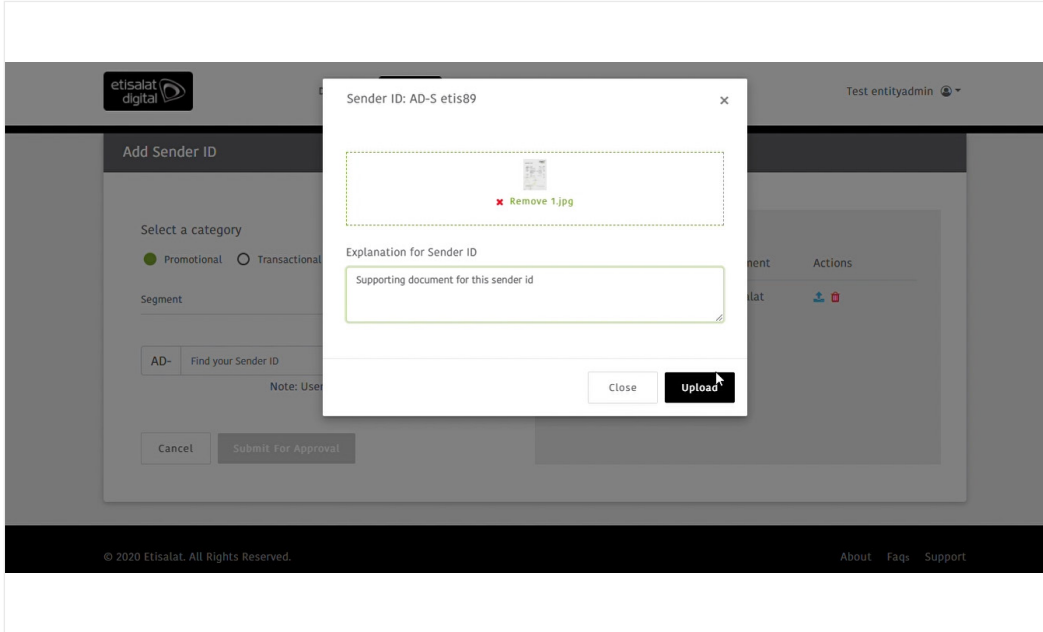 etisalat
digital
Test entityadmin
Sender ID: AD-S etis89
×
Add Sender ID
✖ Remove 1.jpg
Select a category
Promotional
Transactional
Explanation for Sender ID
Supporting document for this sender id
Actions
Segment
AD-
Find your Sender ID
Note: User
Close
Upload
Cancel
Submit For Approval
© 2020 Etisalat. All Rights Reserved.
About
Faqs
Support